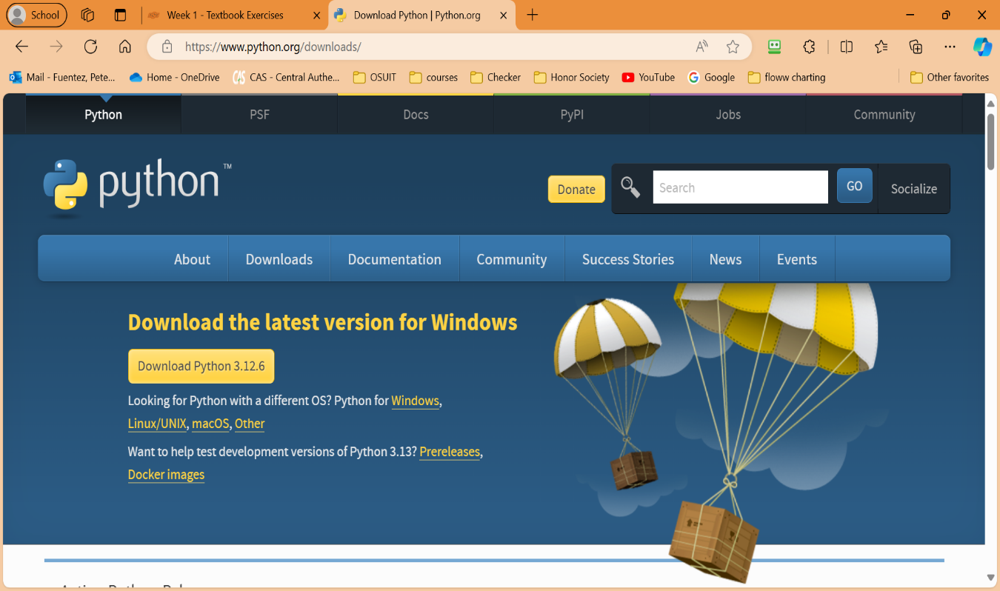 School
Week 1 - Textbook Exercises
Download Python | Python.org
https://www.python.org/downloads/
Mail - Fuentez, Pete...
Home - OneDrive
CAS - Central Authe...
OSUIT
courses
Checker
Honor Society
YouTube
Google
floww charting
Other favorites
Python
PSF
Docs
PyPI
Jobs
Community
python™
Donate
Search
GO
Socialize
About
Downloads
Documentation
Community
Success Stories
News
Events
Download the latest version for Windows
Download Python 3.12.6
Looking for Python with a different OS? Python for Windows,
Linux/UNIX, macOS, Other
Want to help test development versions of Python 3.13? Prereleases,
Docker images